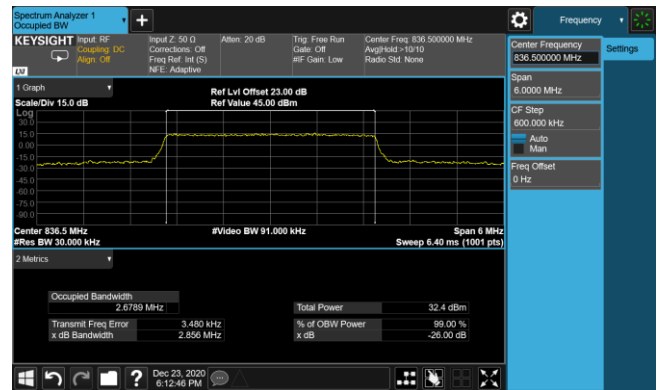 Spectrum Analyzer 1
Occupied BW
+
Frequency
KEYSIGHT
Input: RF
Coupling: DC
Align: Off
Input Z: 50 Ω
Corrections: Off
Freq Ref: Int (S)
NFE: Adaptive
Atten: 20 dB
Trig: Free Run
Gate: Off
#IF Gain: Low
Center Freq: 836.500000 MHz
Avg|Hold:>10/10
Radio Std: None
LXI
Center Frequency
836.500000 MHz
Settings
Span
6.0000 MHz
CF Step
600.000 kHz
Auto
Man
Freq Offset
0 Hz
1 Graph
Scale/Div 15.0 dB
Ref Lvl Offset 23.00 dB
Ref Value 45.00 dBm
Log
30.0
15.0
0.00
-15.0
-30.0
-45.0
-60.0
-75.0
-90.0
Center 836.5 MHz
#Video BW 91.000 kHz
Span 6 MHz
#Res BW 30.000 kHz
Sweep 6.40 ms (1001 pts)
2 Metrics
Occupied Bandwidth
2.6789 MHz
Total Power 32.4 dBm
Transmit Freq Error 3.480 kHz
% of OBW Power 99.00 %
x dB Bandwidth 2.856 MHz
x dB -26.00 dB
?
Dec 23, 2020
6:12:46 PM